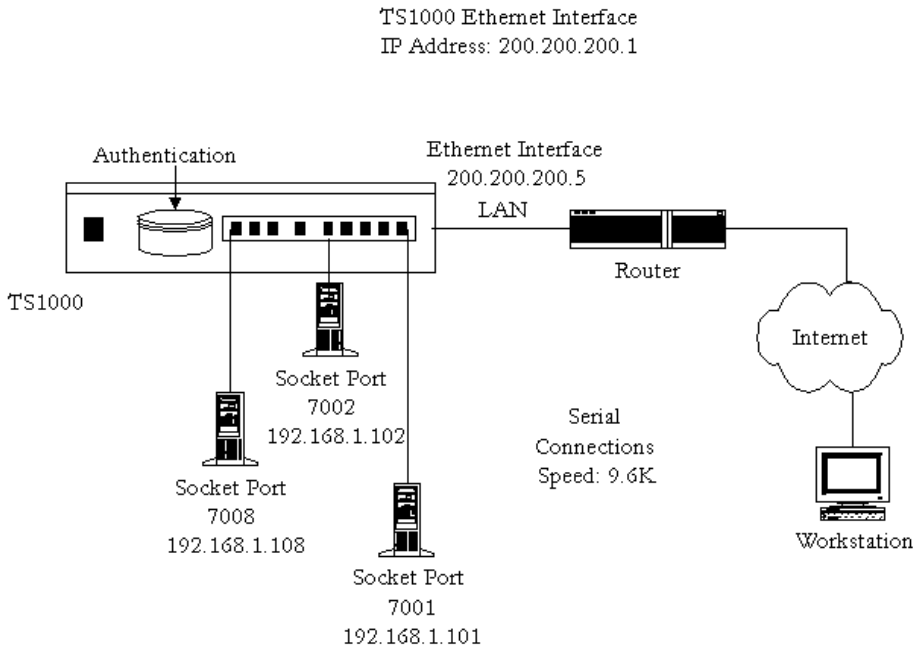 TS1000 Ethernet Interface
IP Address: 200.200.200.1
Authentication
Ethernet Interface
200.200.200.5
LAN
Router
TS1000
Internet
Socket Port
7002
192.168.1.102
Serial
Connections
Speed: 9.6K
Socket Port
7008
192.168.1.108
Workstation
Socket Port
7001
192.168.1.101